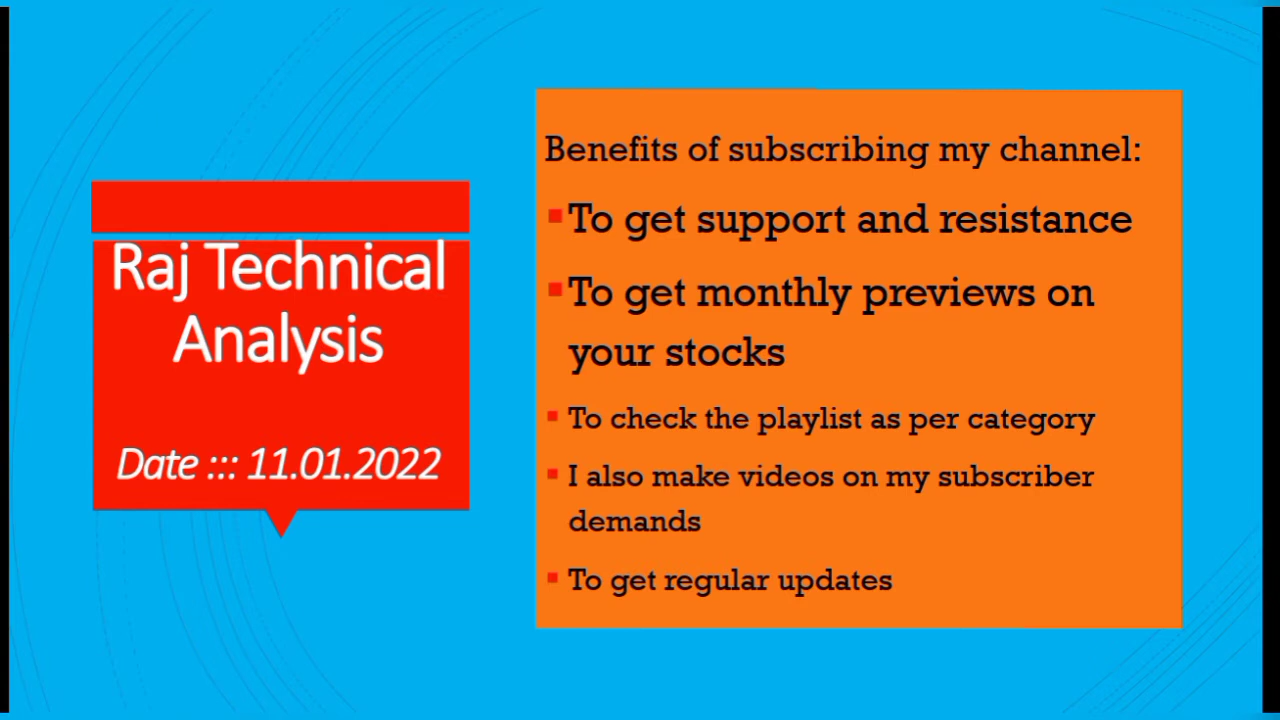 Raj Technical
Analysis
Date ::: 11.01.2022
Benefits of subscribing my channel:
To get support and resistance
To get monthly previews on
your stocks
To check the playlist as per category
I also make videos on my subscriber
demands
To get regular updates